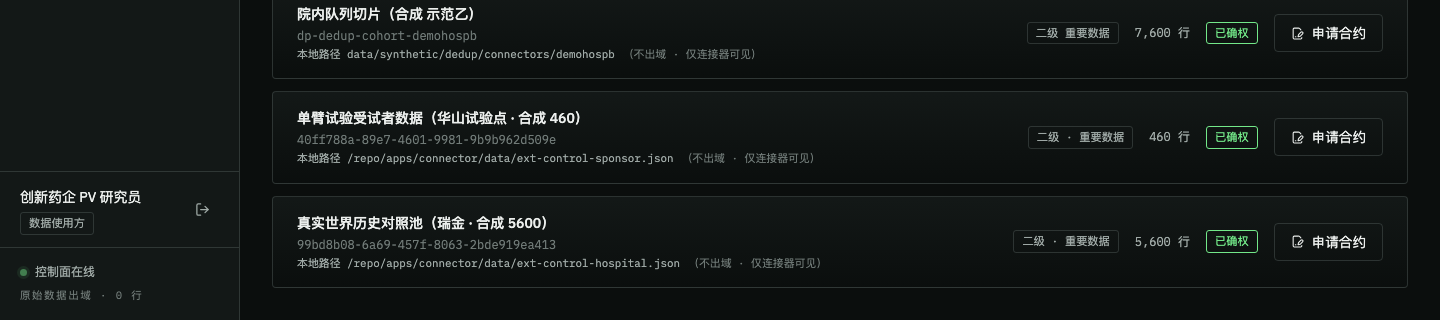 院内队列切片（合成 示范乙）
dp-dedup-cohort-demohospb
本地路径 data/synthetic/dedup/connectors/demohospb （不出域 · 仅连接器可见）
二级 重要数据 7,600 行 已确权 申请合约
单臂试验受试者数据（华山试验点 · 合成 460）
40ff788a-89e7-4601-9981-9b9b962d509e
本地路径 /repo/apps/connector/data/ext-control-sponsor.json （不出域 · 仅连接器可见）
二级 · 重要数据 460 行 已确权 申请合约
真实世界历史对照池（瑞金 · 合成 5600）
99bd8b08-6a69-457f-8063-2bde919ea413
本地路径 /repo/apps/connector/data/ext-control-hospital.json （不出域 · 仅连接器可见）
二级 · 重要数据 5,600 行 已确权 申请合约
创新药企 PV 研究员
数据使用方
控制面在线
原始数据出域 · 0 行